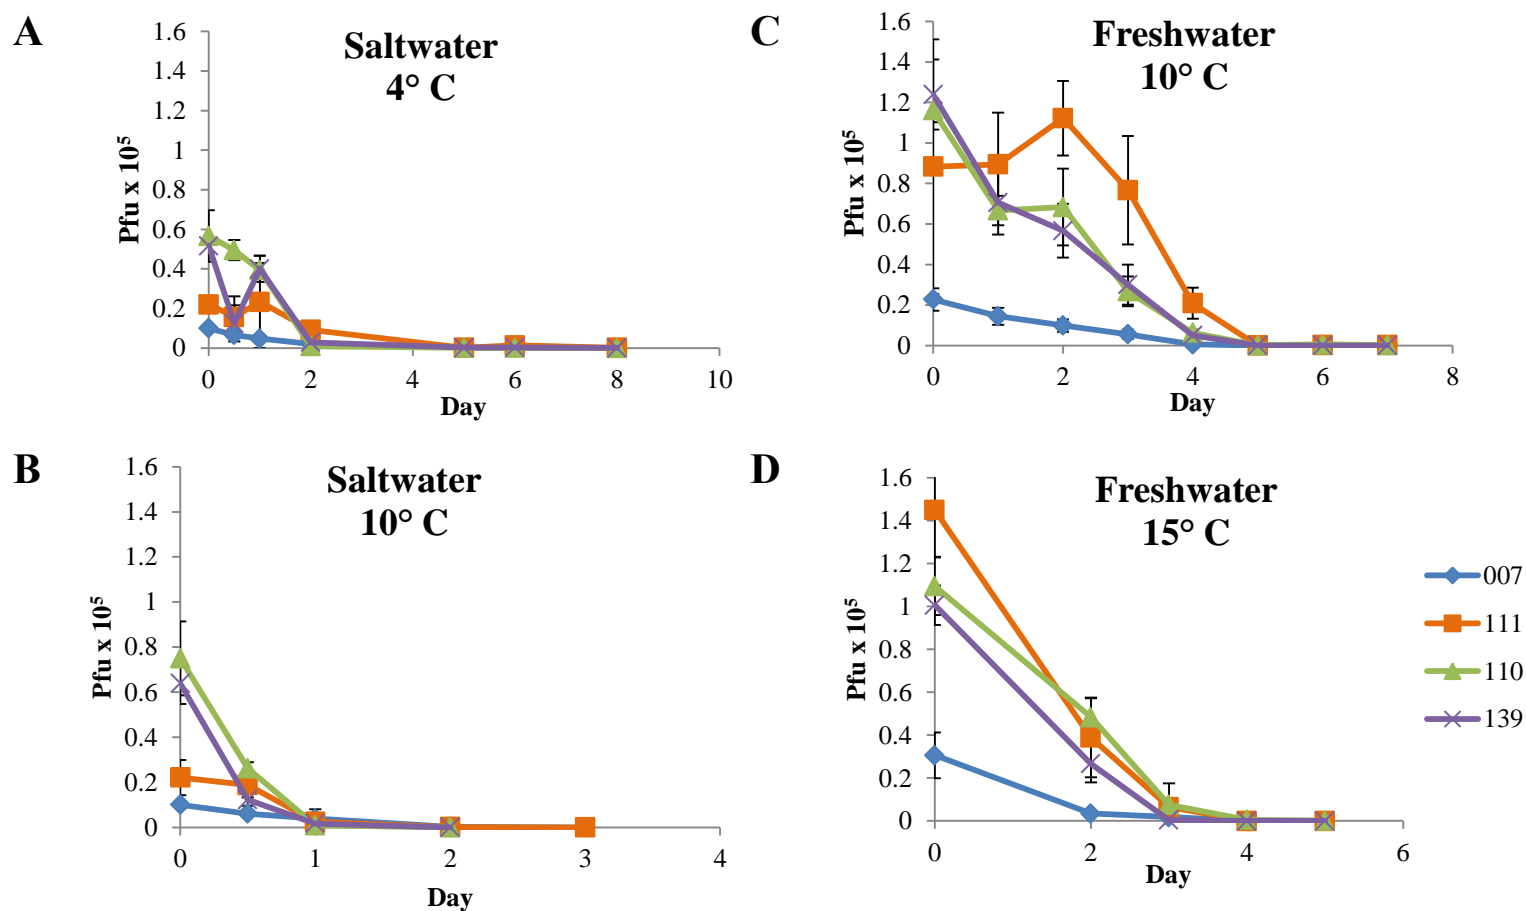 A
Saltwater
4° C
Pfu x 10⁵
1.6
1.4
1.2
1
0.8
0.6
0.4
0.2
0
0 2 4 6 8 10
Day
C
Freshwater
10° C
Pfu x 10⁵
1.6
1.4
1.2
1
0.8
0.6
0.4
0.2
0
0 2 4 6 8
Day
B
Saltwater
10° C
Pfu x 10⁵
1.6
1.4
1.2
1
0.8
0.6
0.4
0.2
0
0 1 2 3 4
Day
D
Freshwater
15° C
Pfu x 10⁵
1.6
1.4
1.2
1
0.8
0.6
0.4
0.2
0
0 2 4 6
Day
007
111
110
139